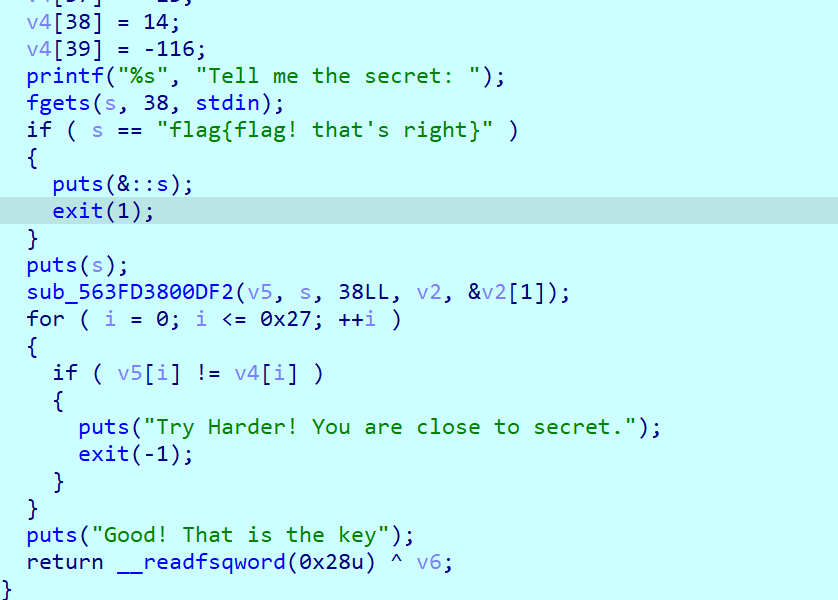 v4[38] = 14;
v4[39] = -116;
printf("%s", "Tell me the secret: ");
fgets(s, 38, stdin);
if ( s == "flag{flag! that's right}" )
{
puts(&::s);
exit(1);
}
puts(s);
sub_563FD3800DF2(v5, s, 38LL, v2, &v2[1]);
for ( i = 0; i <= 0x27; ++i )
{
if ( v5[i] != v4[i] )
{
puts("Try Harder! You are close to secret.");
exit(-1);
}
}
puts("Good! That is the key");
return __readfsqword(0x28u) ^ v6;
}